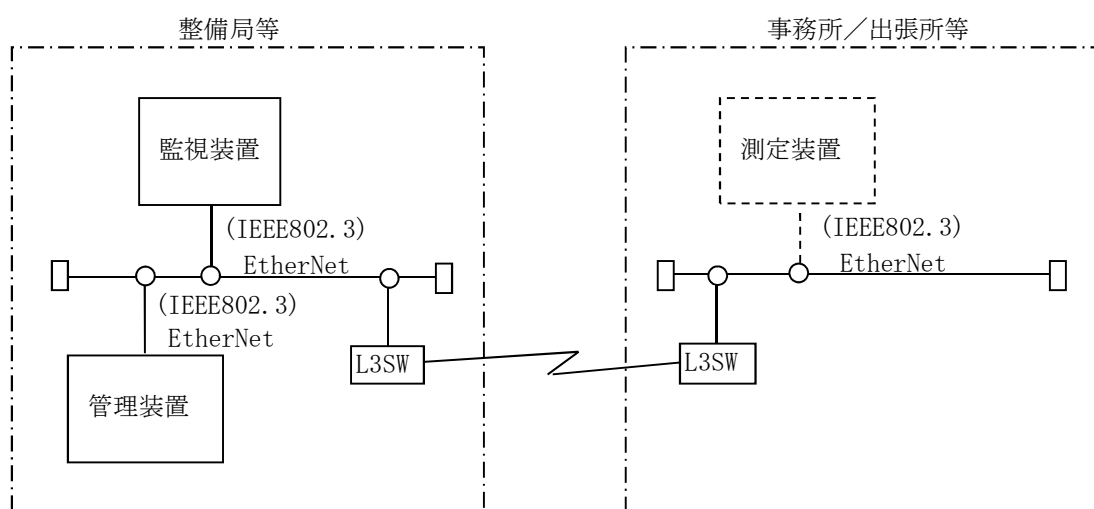 整備局等
事務所／出張所等
監視装置
測定装置
(IEEE802.3)
EtherNet
(IEEE802.3)
EtherNet
(IEEE802.3)
EtherNet
L3SW
L3SW
管理装置